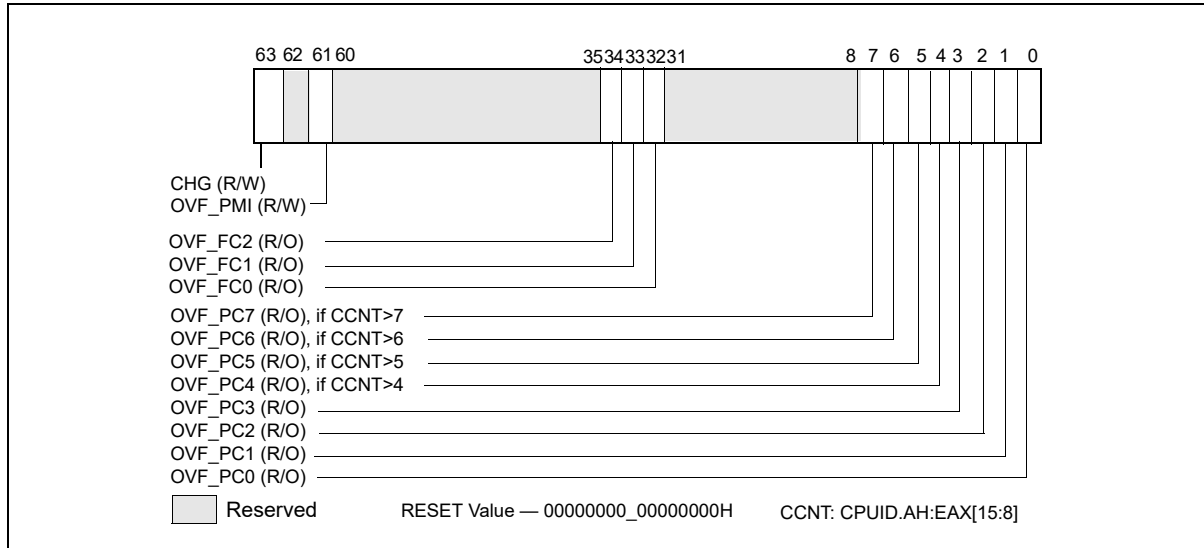 63 62 61 60 35 34 33 32 31 8 7 6 5 4 3 2 1 0
CHG (R/W)
OVF_PMI (R/W)
OVF_FC2 (R/O)
OVF_FC1 (R/O)
OVF_FC0 (R/O)
OVF_PC7 (R/O), if CCNT>7
OVF_PC6 (R/O), if CCNT>6
OVF_PC5 (R/O), if CCNT>5
OVF_PC4 (R/O), if CCNT>4
OVF_PC3 (R/O)
OVF_PC2 (R/O)
OVF_PC1 (R/O)
OVF_PC0 (R/O)
Reserved RESET Value — 00000000_00000000H CCNT: CPUID.AH:EAX[15:8]